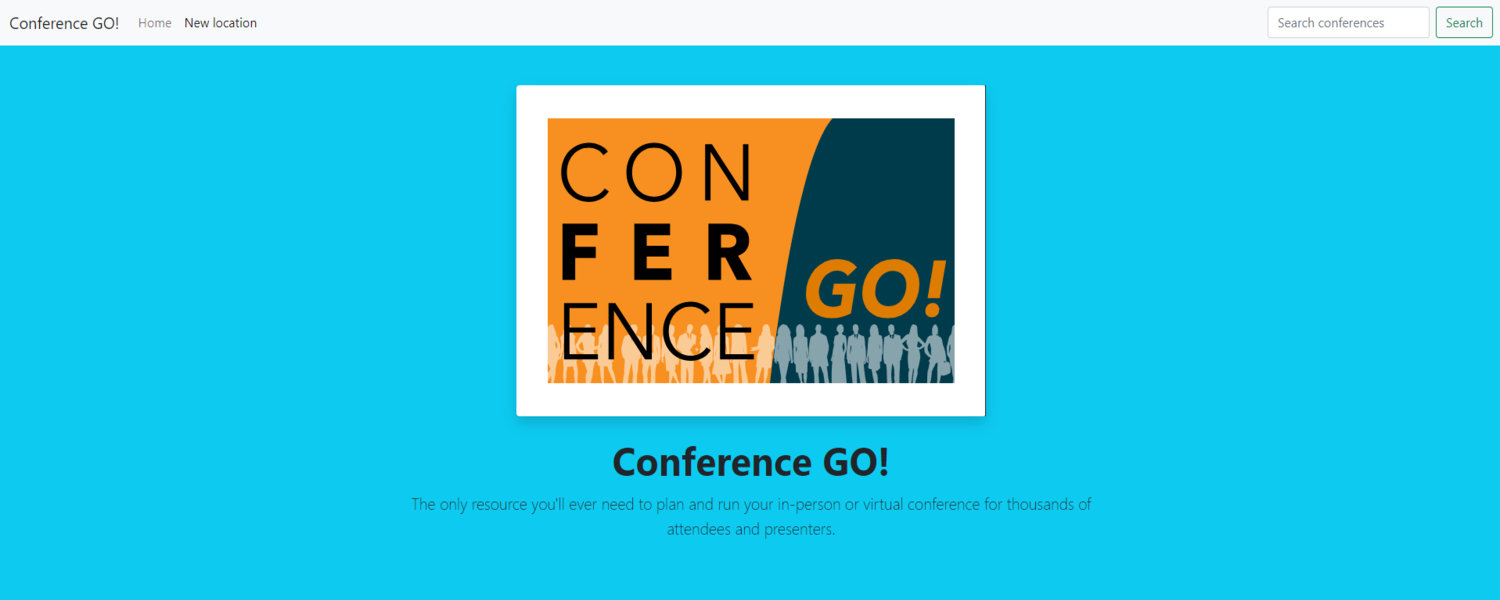 Conference GO! Home New location Search conferences Search
CON
FER
ENCE
GO!
Conference GO!
The only resource you'll ever need to plan and run your in-person or virtual conference for thousands of
attendees and presenters.